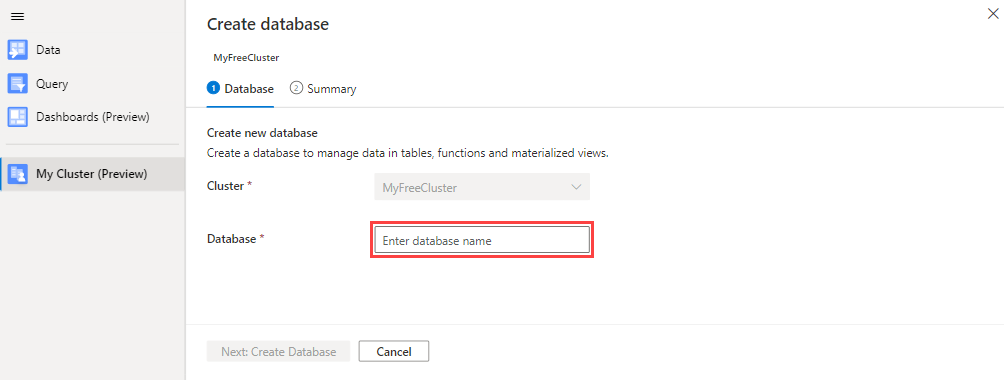 Create database
MyFreeCluster
Data
Query
Dashboards (Preview)
My Cluster (Preview)
1 Database 2 Summary
Create new database
Create a database to manage data in tables, functions and materialized views.
Cluster * MyFreeCluster
Database * Enter database name
Next: Create Database Cancel